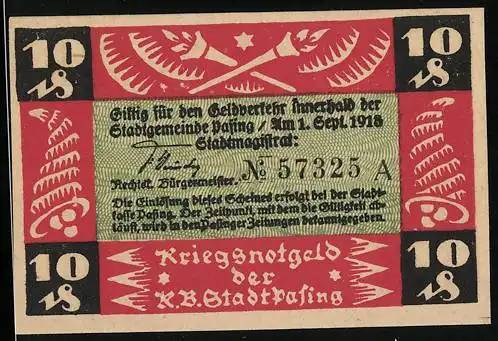 10 ₰
10 ₰
Giltig für den Geldverkehr innerhalb der
Stadtgemeinde Pasing / Am 1. Sept. 1918
Stadtmagistrat:
Rechtsk. Bürgermeister. № 57325 A
Die Einlösung dieses Scheines erfolgt bei der Stadt-
kasse Pasing. Der Zeitpunkt, mit dem die Giltigkeit ab-
läuft, wird in den Pasinger Zeitungen bekanntgegeben.
10 ₰
10 ₰
Kriegsnotgeld
der
K.B. Stadt Pasing